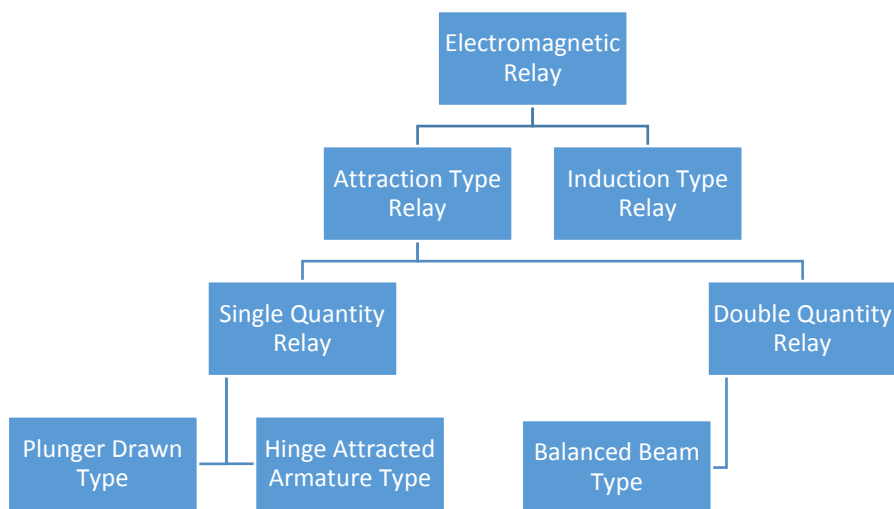 Electromagnetic
Relay
Attraction Type
Relay
Induction Type
Relay
Single Quantity
Relay
Double Quantity
Relay
Plunger Drawn
Type
Hinge Attracted
Armature Type
Balanced Beam
Type